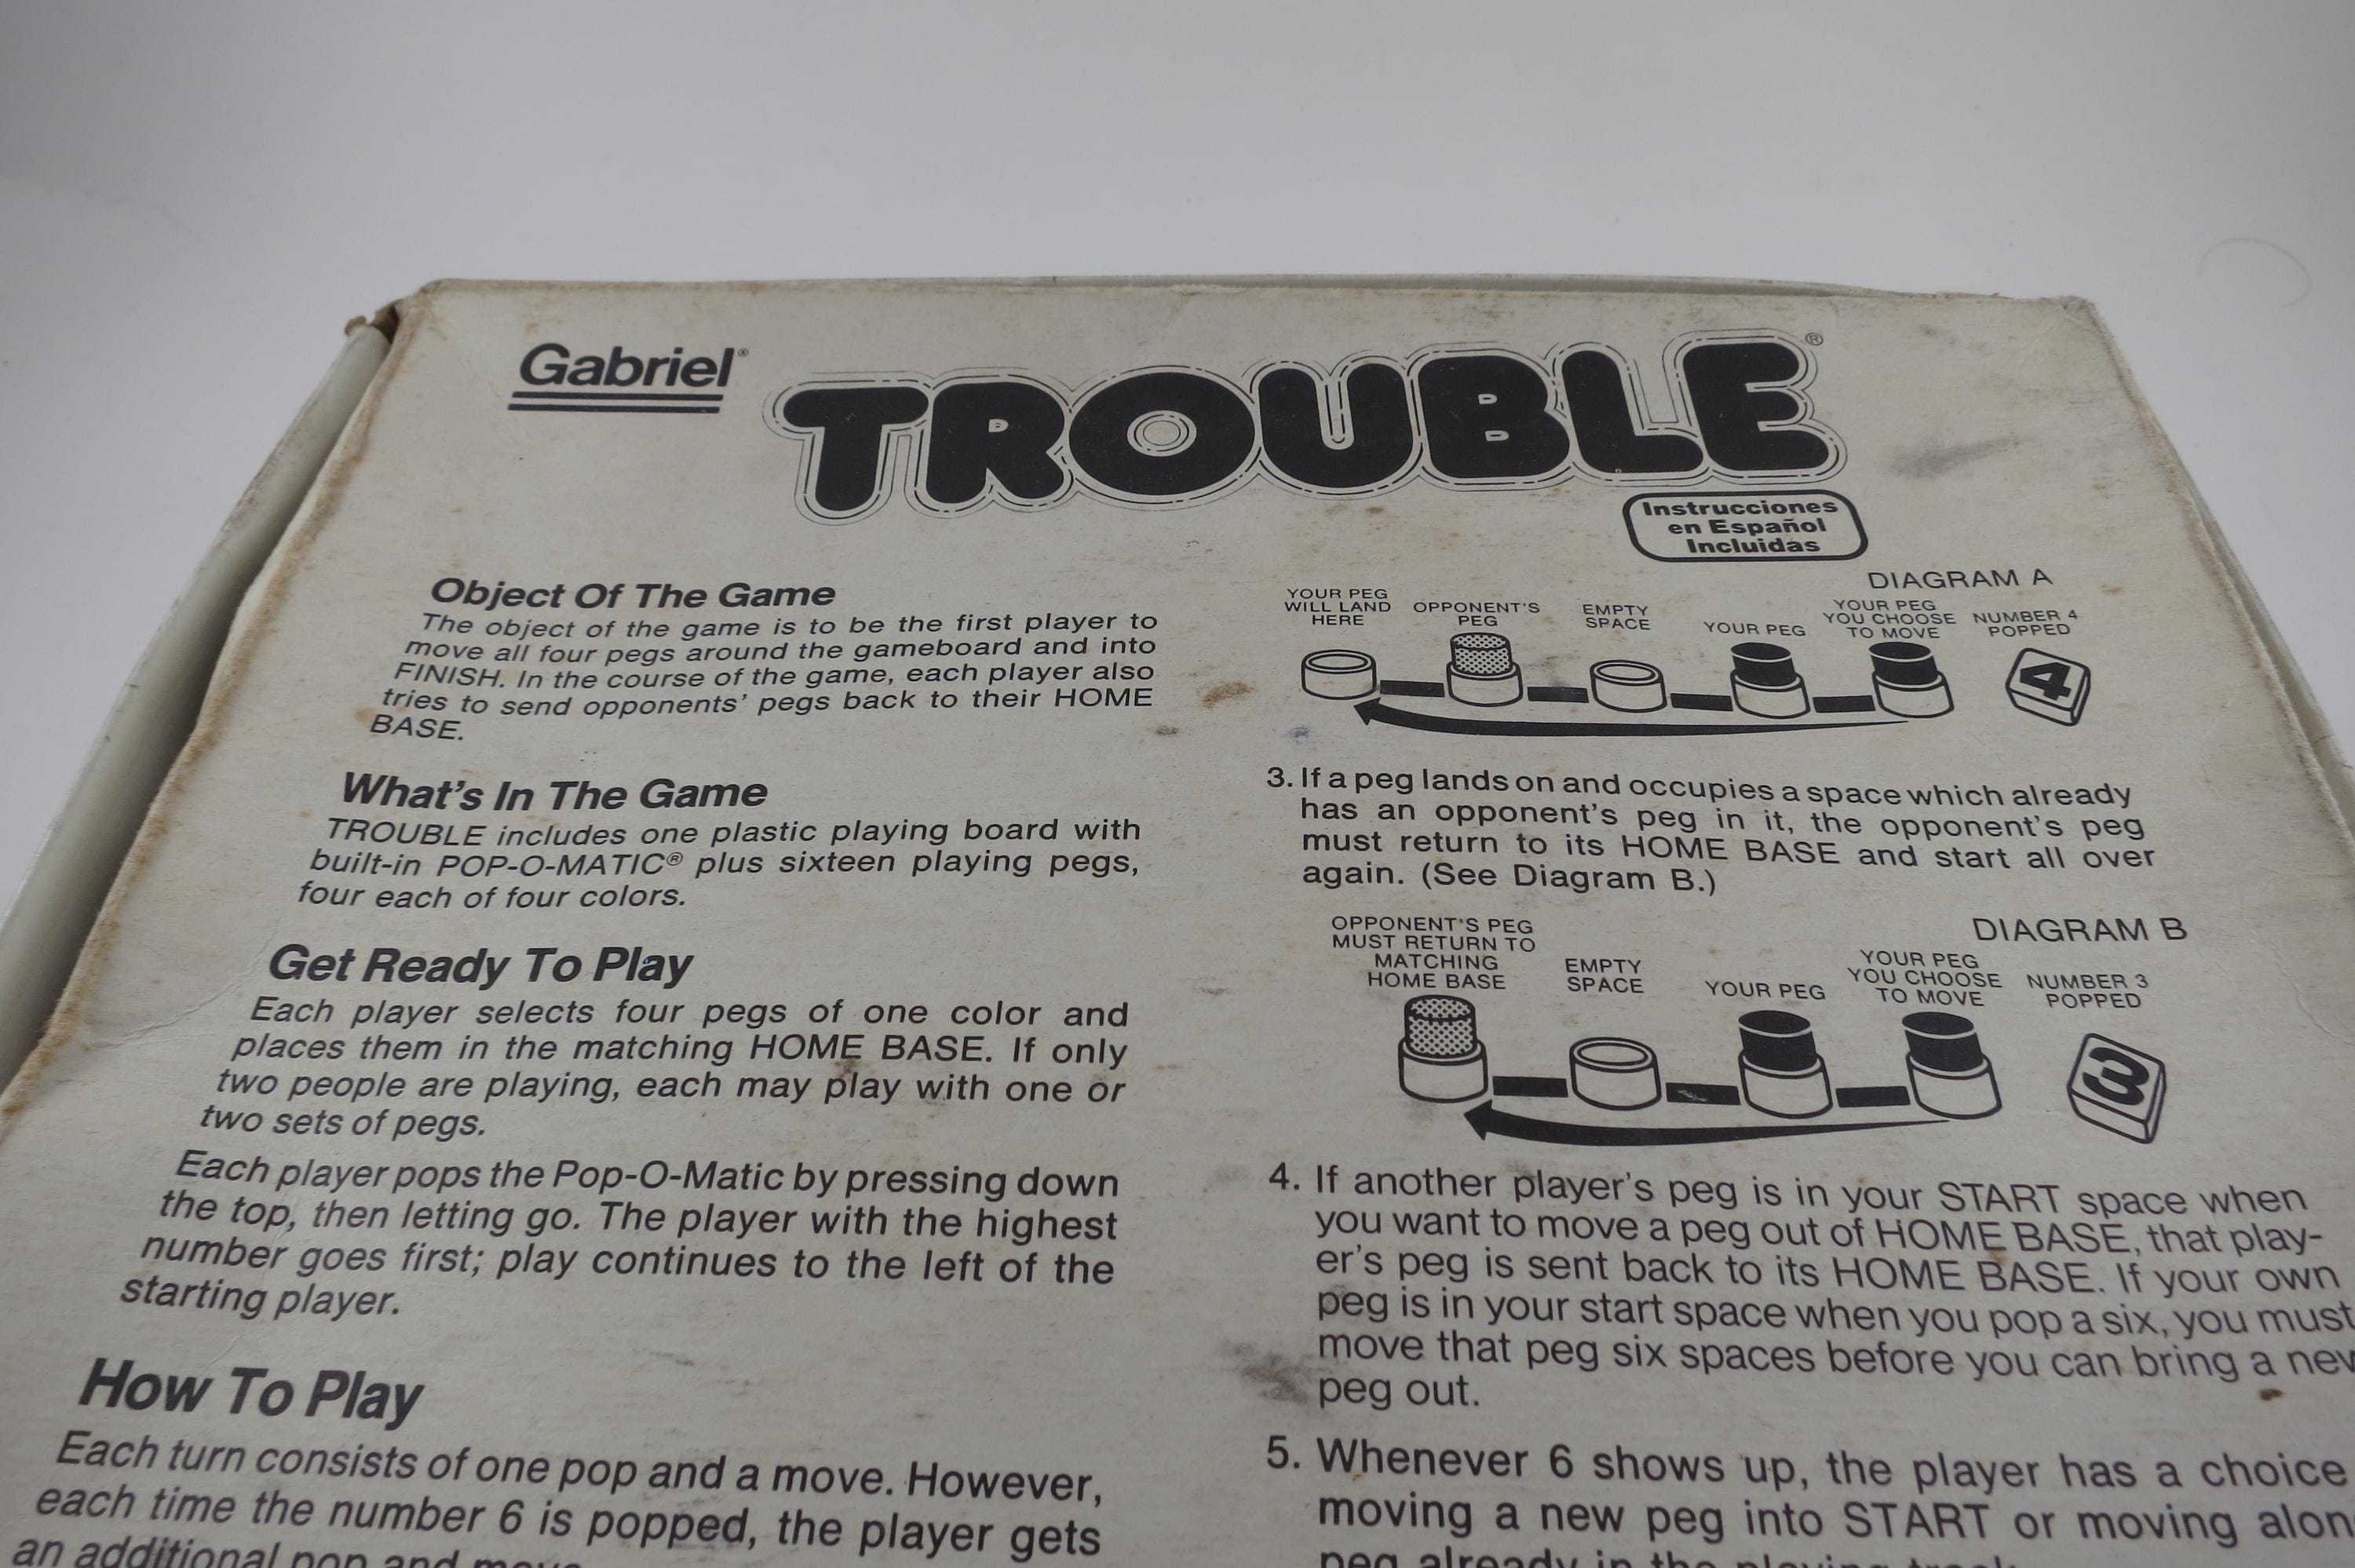 Gabriel®
TROUBLE®
Instrucciones
en Español
Incluidas
Object Of The Game
The object of the game is to be the first player to
move all four pegs around the gameboard and into
FINISH. In the course of the game, each player also
tries to send opponents' pegs back to their HOME
BASE.
What's In The Game
TROUBLE includes one plastic playing board with
built-in POP-O-MATIC® plus sixteen playing pegs,
four each of four colors.
Get Ready To Play
Each player selects four pegs of one color and
places them in the matching HOME BASE. If only
two people are playing, each may play with one or
two sets of pegs.
Each player pops the Pop-O-Matic by pressing down
the top, then letting go. The player with the highest
number goes first; play continues to the left of the
starting player.
How To Play
Each turn consists of one pop and a move. However,
each time the number 6 is popped, the player gets
an additional pop and move
DIAGRAM A
YOUR PEG
WILL LAND
HERE
OPPONENT'S
PEG
EMPTY
SPACE
YOUR PEG
YOUR PEG
YOU CHOOSE
TO MOVE
NUMBER 4
POPPED
4
3. If a peg lands on and occupies a space which already
has an opponent's peg in it, the opponent's peg
must return to its HOME BASE and start all over
again. (See Diagram B.)
DIAGRAM B
OPPONENT'S PEG
MUST RETURN TO
MATCHING
HOME BASE
EMPTY
SPACE
YOUR PEG
YOUR PEG
YOU CHOOSE
TO MOVE
NUMBER 3
POPPED
3
4. If another player's peg is in your START space when
you want to move a peg out of HOME BASE, that play-
er's peg is sent back to its HOME BASE. If your own
peg is in your start space when you pop a six, you must
move that peg six spaces before you can bring a new
peg out.
5. Whenever 6 shows up, the player has a choice
moving a new peg into START or moving alon
peg already in the playing track